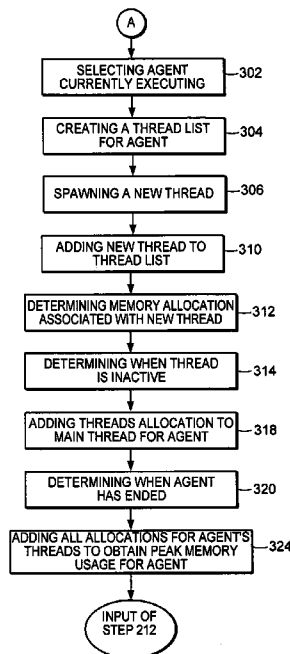 A
SELECTING AGENT
CURRENTLY EXECUTING
302
CREATING A THREAD LIST
FOR AGENT
304
SPAWNING A NEW THREAD
306
ADDING NEW THREAD TO
THREAD LIST
310
DETERMINING MEMORY ALLOCATION
ASSOCIATED WITH NEW THREAD
312
DETERMINING WHEN THREAD
IS INACTIVE
314
ADDING THREADS ALLOCATION TO
MAIN THREAD FOR AGENT
318
DETERMINING WHEN AGENT
HAS ENDED
320
ADDING ALL ALLOCATIONS FOR AGENT'S
THREADS TO OBTAIN PEAK MEMORY
USAGE FOR AGENT
324
INPUT OF
STEP 212